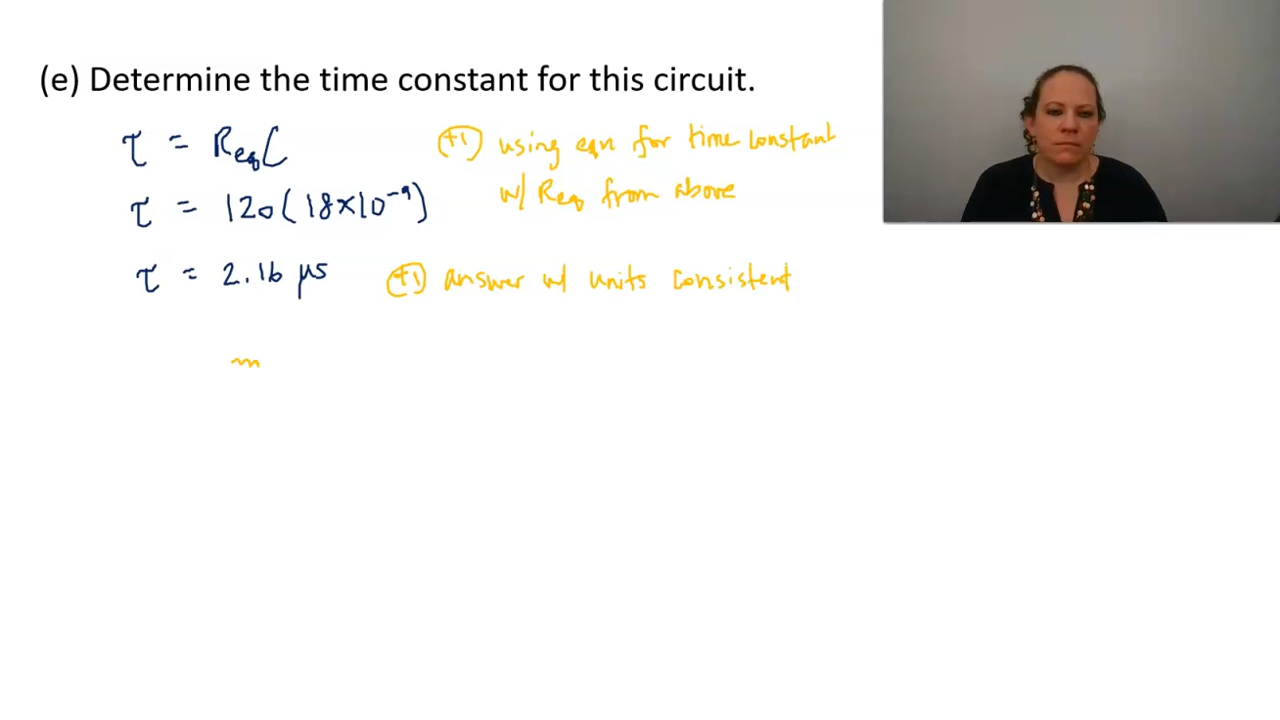 (e) Determine the time constant for this circuit.
τ = ReqC
+1 using eqn for time constant
w/ Req from above
τ = 120(18×10⁻⁹)
τ = 2.16 μs
+1 answer w/ units consistent